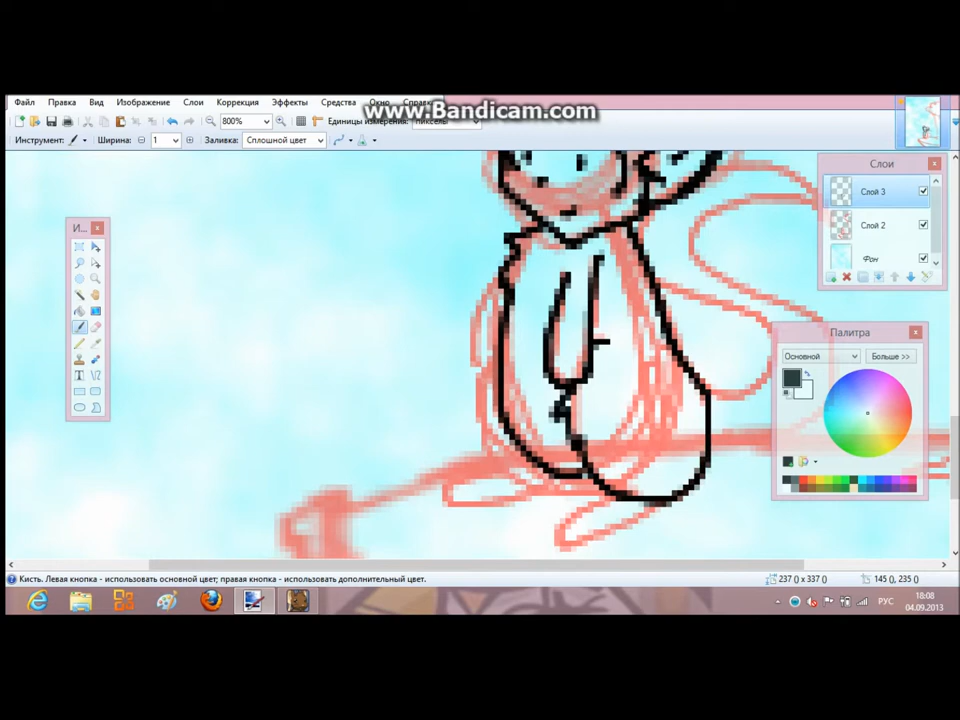 www.Bandicam.com
Файл Правка Вид Изображение Слои Коррекция Эффекты Средства Окно Справка
800% Единицы измерения: пиксель
Инструмент: Ширина: 1 Заливка: Сплошной цвет
Слои
Слой 3
Слой 2
Фон
И...
Палитра
Основной Больше >>
Кисть. Левая кнопка - использовать основной цвет; правая кнопка - использовать дополнительный цвет. 237 () x 337 () 145 (), 235 ()
РУС 18:08
04.09.2013